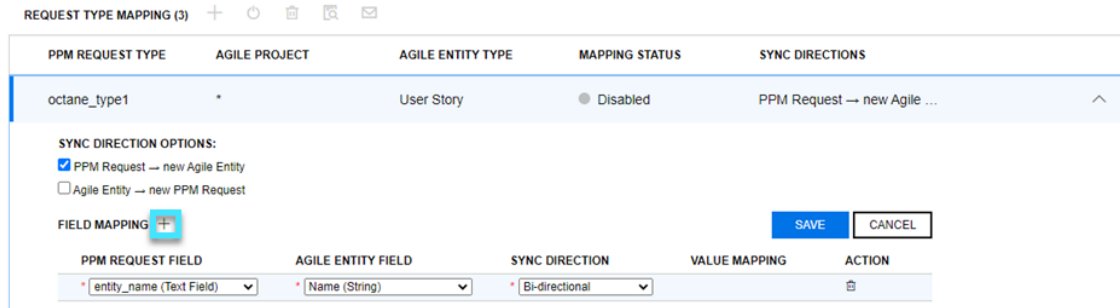 REQUEST TYPE MAPPING (3)
PPM REQUEST TYPE AGILE PROJECT AGILE ENTITY TYPE MAPPING STATUS SYNC DIRECTIONS
octane_type1 * User Story Disabled PPM Request → new Agile ...
SYNC DIRECTION OPTIONS:
PPM Request → new Agile Entity
Agile Entity → new PPM Request
FIELD MAPPING + SAVE CANCEL
PPM REQUEST FIELD AGILE ENTITY FIELD SYNC DIRECTION VALUE MAPPING ACTION
* entity_name (Text Field) * Name (String) * Bi-directional